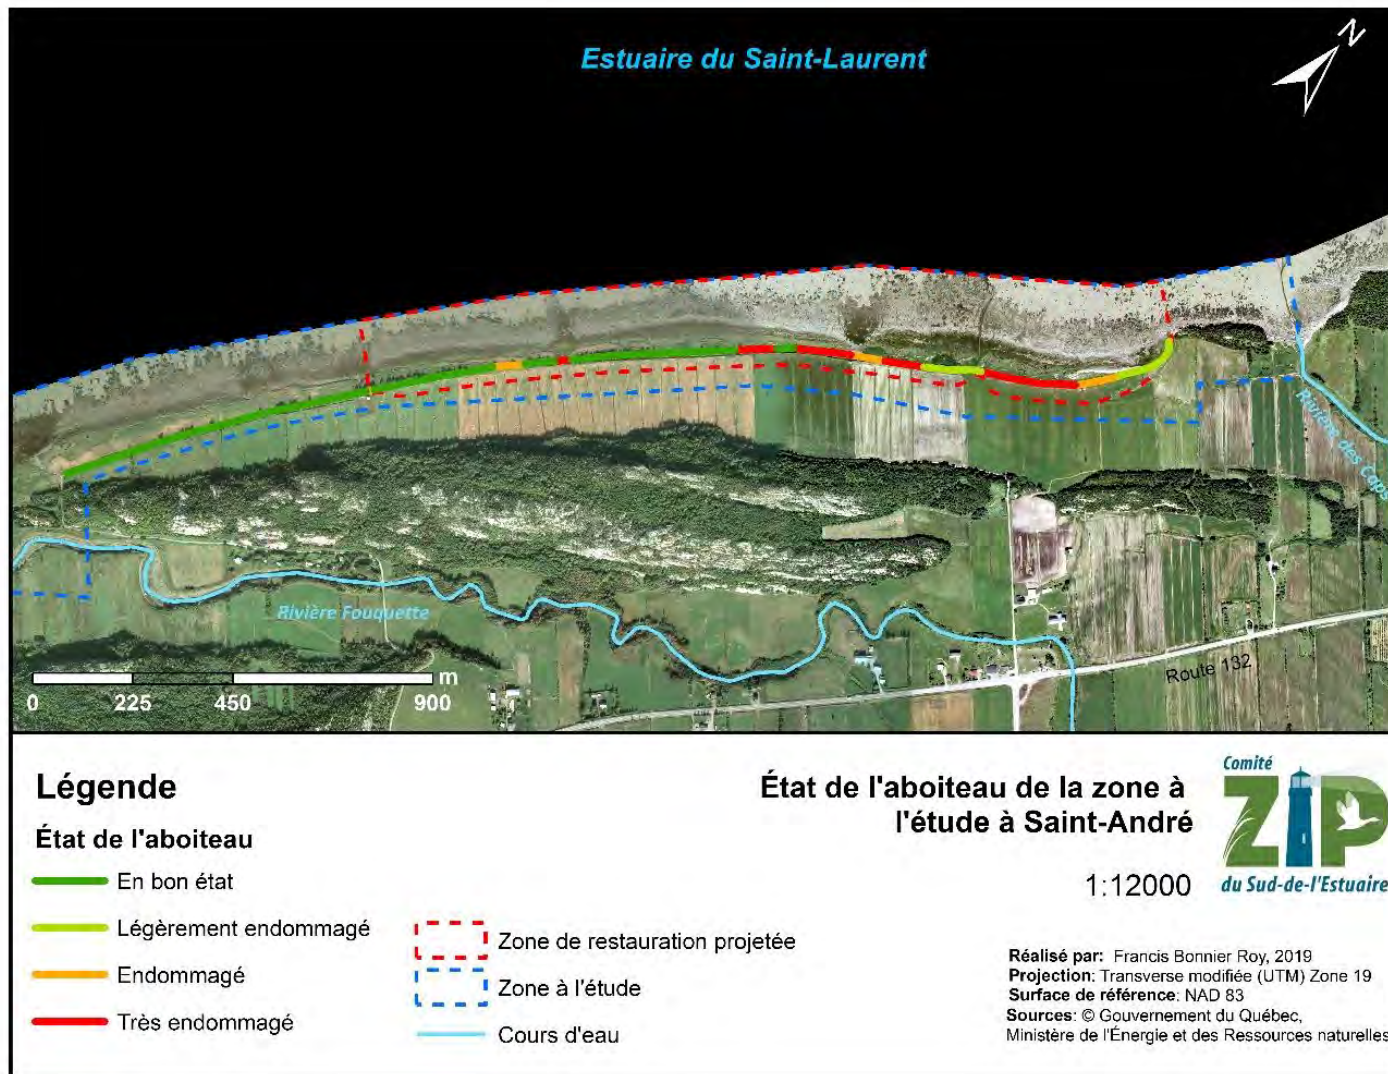 Estuaire du Saint-Laurent
N
Rivière des Caps
Rivière Fouquette
Route 132
m
0 225 450 900
Légende
État de l'aboiteau
En bon état
Légèrement endommagé
Endommagé
Très endommagé
Zone de restauration projetée
Zone à l'étude
Cours d'eau
État de l'aboiteau de la zone à
l'étude à Saint-André
1:12000
Comité
ZIP
du Sud-de-l'Estuaire
Réalisé par: Francis Bonnier Roy, 2019
Projection: Transverse modifiée (UTM) Zone 19
Surface de référence: NAD 83
Sources: © Gouvernement du Québec,
Ministère de l'Énergie et des Ressources naturelles